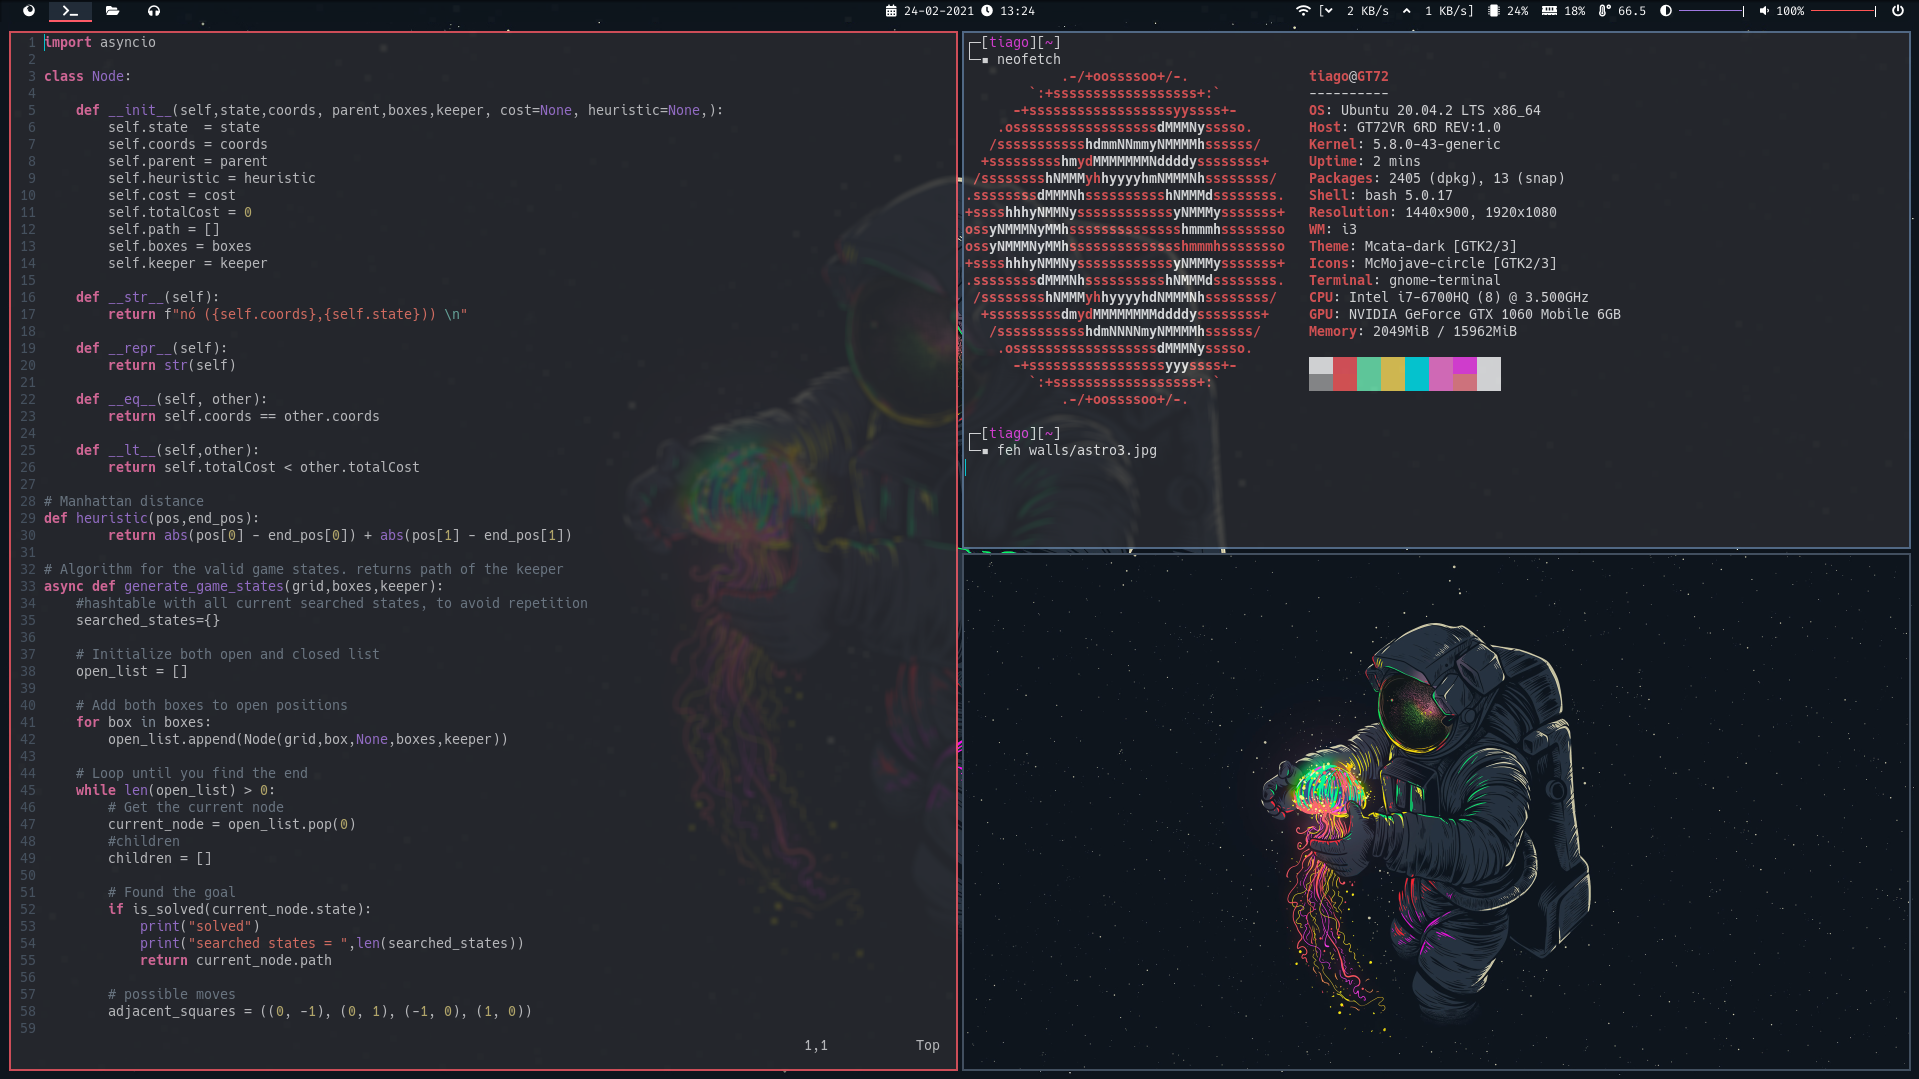 24-02-2021 13:24
[ 2 KB/s 1 KB/s] 24% 18% 66.5 100%
1 import asyncio
2
3 class Node:
4
5     def __init__(self,state,coords, parent,boxes,keeper, cost=None, heuristic=None,):
6         self.state  = state
7         self.coords = coords
8         self.parent = parent
9         self.heuristic = heuristic
10         self.cost = cost
11         self.totalCost = 0
12         self.path = []
13         self.boxes = boxes
14         self.keeper = keeper
15
16     def __str__(self):
17         return f"nó ({self.coords},{self.state})) \n"
18
19     def __repr__(self):
20         return str(self)
21
22     def __eq__(self, other):
23         return self.coords == other.coords
24
25     def __lt__(self,other):
26         return self.totalCost < other.totalCost
27
28 # Manhattan distance
29 def heuristic(pos,end_pos):
30         return abs(pos[0] - end_pos[0]) + abs(pos[1] - end_pos[1])
31
32 # Algorithm for the valid game states. returns path of the keeper
33 async def generate_game_states(grid,boxes,keeper):
34     #hashtable with all current searched states, to avoid repetition
35     searched_states={}
36
37     # Initialize both open and closed list
38     open_list = []
39
40     # Add both boxes to open positions
41     for box in boxes:
42         open_list.append(Node(grid,box,None,boxes,keeper))
43
44     # Loop until you find the end
45     while len(open_list) > 0:
46         # Get the current node
47         current_node = open_list.pop(0)
48         #children
49         children = []
50
51         # Found the goal
52         if is_solved(current_node.state):
53             print("solved")
54             print("searched states = ",len(searched_states))
55             return current_node.path
56
57         # possible moves
58         adjacent_squares = ((0, -1), (0, 1), (-1, 0), (1, 0))
59
1,1 Top
[tiago][~]
neofetch
.-/+oossssoo+/-.
`:+ssssssssssssssssss+:`
-+ssssssssssssssssssyyssss+-
.ossssssssssssssssssdMMMNysssso.
/ssssssssssshdmmNNmmyNMMMMhssssss/
+ssssssssshmydMMMMMMMNddddyssssssss+
/sssssssshNMMMyhhyyyyhmNMMMNhssssssss/
.ssssssssdMMMNhsssssssssshNMMMdssssssss.
+sssshhhyNMMNyssssssssssssyNMMMysssssss+
ossyNMMMNyMMhsssssssssssssshmmmhssssssso
ossyNMMMNyMMhsssssssssssssshmmmhssssssso
+sssshhhyNMMNyssssssssssssyNMMMysssssss+
.ssssssssdMMMNhsssssssssshNMMMdssssssss.
/sssssssshNMMMyhhyyyyhdNMMMNhssssssss/
+sssssssssdmydMMMMMMMMddddyssssssss+
/ssssssssssshdmNNNNmyNMMMMhssssss/
.ossssssssssssssssssdMMMNysssso.
-+sssssssssssssssssyyyssss+-
`:+ssssssssssssssssss+:`
.-/+oossssoo+/-.
tiago@GT72
----------
OS: Ubuntu 20.04.2 LTS x86_64
Host: GT72VR 6RD REV:1.0
Kernel: 5.8.0-43-generic
Uptime: 2 mins
Packages: 2405 (dpkg), 13 (snap)
Shell: bash 5.0.17
Resolution: 1440x900, 1920x1080
WM: i3
Theme: Mcata-dark [GTK2/3]
Icons: McMojave-circle [GTK2/3]
Terminal: gnome-terminal
CPU: Intel i7-6700HQ (8) @ 3.500GHz
GPU: NVIDIA GeForce GTX 1060 Mobile 6GB
Memory: 2049MiB / 15962MiB
[tiago][~]
feh walls/astro3.jpg